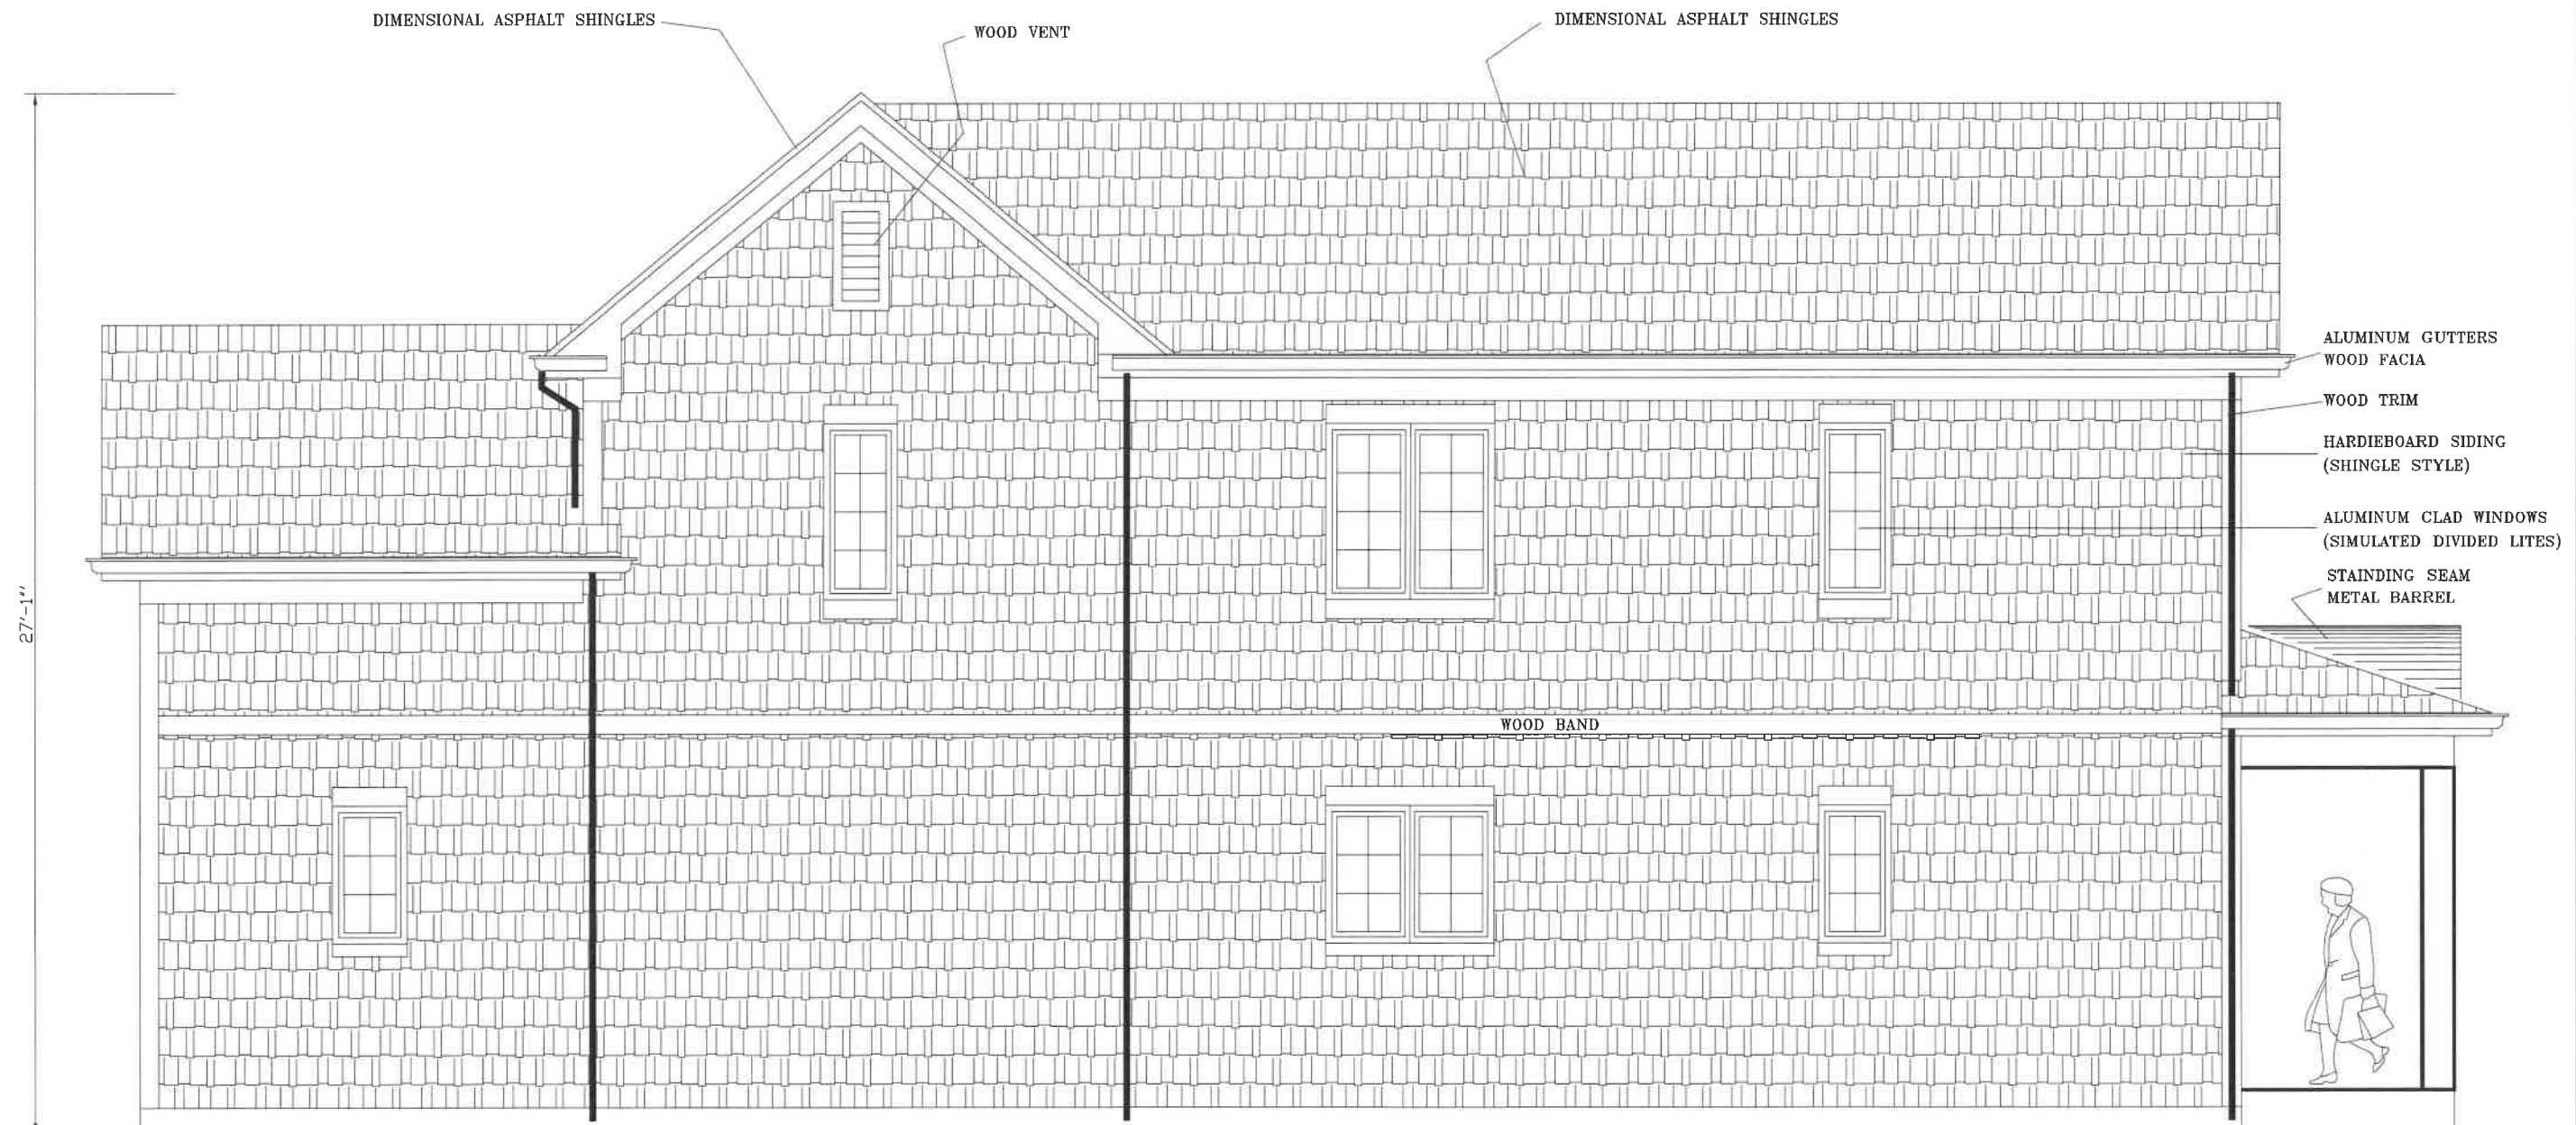 DIMENSIONAL ASPHALT SHINGLES
WOOD VENT
DIMENSIONAL ASPHALT SHINGLES
ALUMINUM GUTTERS
WOOD FACIA
WOOD TRIM
HARDIEBOARD SIDING
(SHINGLE STYLE)
ALUMINUM CLAD WINDOWS
(SIMULATED DIVIDED LITES)
STAINDING SEAM
METAL BARREL
27'-1"
WOOD BAND